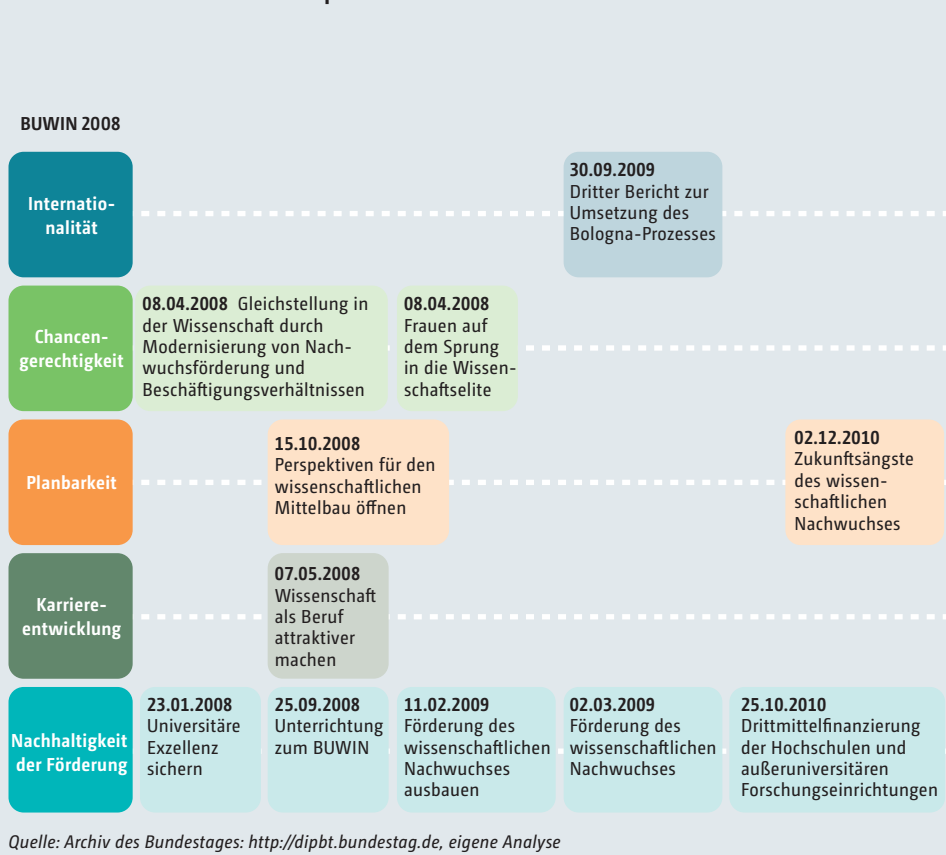 BUWIN 2008
Internatio-
nalität
30.09.2009
Dritter Bericht zur
Umsetzung des
Bologna-Prozesses
Chancen-
gerechtigkeit
08.04.2008 Gleichstellung in
der Wissenschaft durch
Modernisierung von Nach-
wuchsförderung und
Beschäftigungsverhältnissen
08.04.2008
Frauen auf
dem Sprung
in die Wissen-
schaftselite
Planbarkeit
15.10.2008
Perspektiven für den
wissenschaftlichen
Mittelbau öffnen
02.12.2010
Zukunftsängste
des wissen-
schaftlichen
Nachwuchses
Karriere-
entwicklung
07.05.2008
Wissenschaft
als Beruf
attraktiver
machen
Nachhaltigkeit
der Förderung
23.01.2008
Universitäre
Exzellenz
sichern
25.09.2008
Unterrichtung
zum BUWIN
11.02.2009
Förderung des
wissenschaftlichen
Nachwuchses
ausbauen
02.03.2009
Förderung des
wissenschaftlichen
Nachwuchses
25.10.2010
Drittmittelfinanzierung
der Hochschulen und
außeruniversitären
Forschungseinrichtungen
Quelle: Archiv des Bundestages: http://dipbt.bundestag.de, eigene Analyse